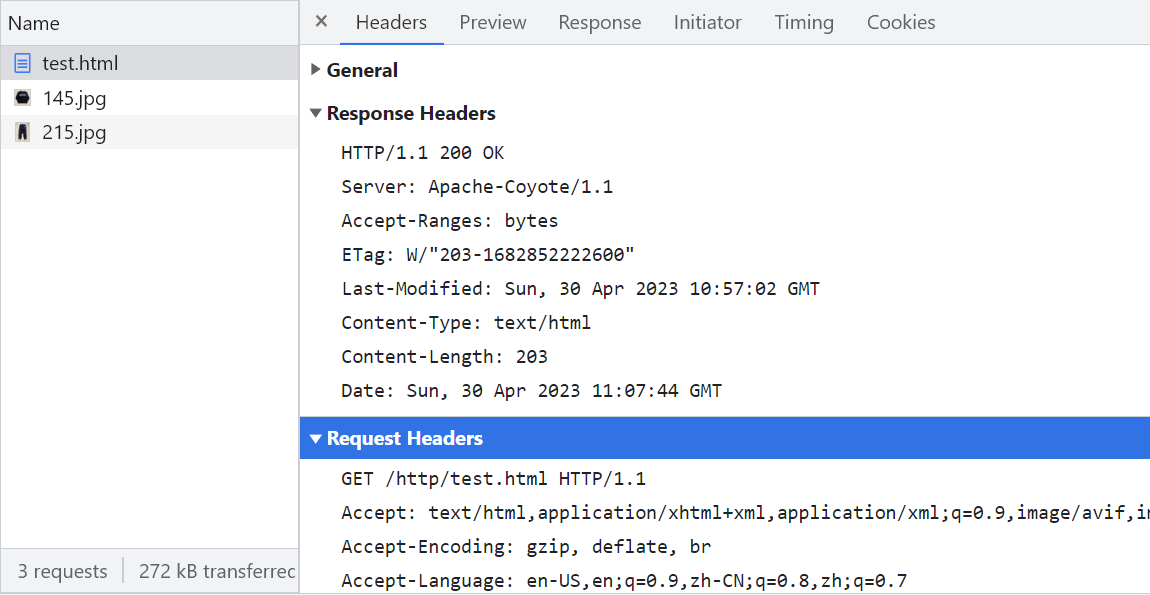 Name
test.html
145.jpg
215.jpg
3 requests
272 kB transferred
× Headers Preview Response Initiator Timing Cookies
General
Response Headers
HTTP/1.1 200 OK
Server: Apache-Coyote/1.1
Accept-Ranges: bytes
ETag: W/"203-1682852222600"
Last-Modified: Sun, 30 Apr 2023 10:57:02 GMT
Content-Type: text/html
Content-Length: 203
Date: Sun, 30 Apr 2023 11:07:44 GMT
Request Headers
GET /http/test.html HTTP/1.1
Accept: text/html,application/xhtml+xml,application/xml;q=0.9,image/avif,i
Accept-Encoding: gzip, deflate, br
Accept-Language: en-US,en;q=0.9,zh-CN;q=0.8,zh;q=0.7